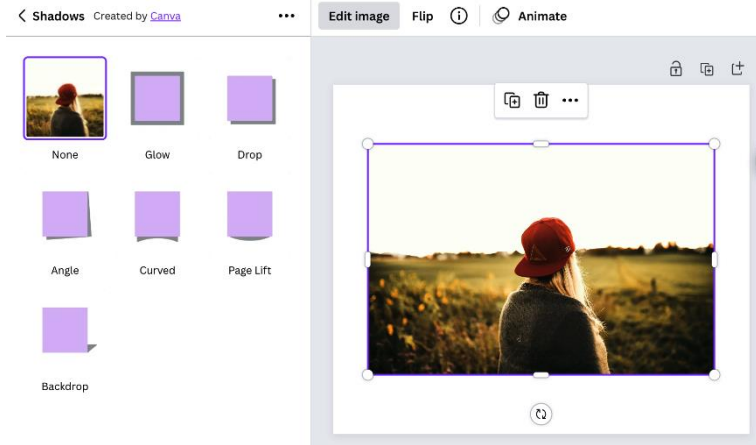 Shadows Created by Canva
Edit image Flip Animate
None Glow Drop
Angle Curved Page Lift
Backdrop